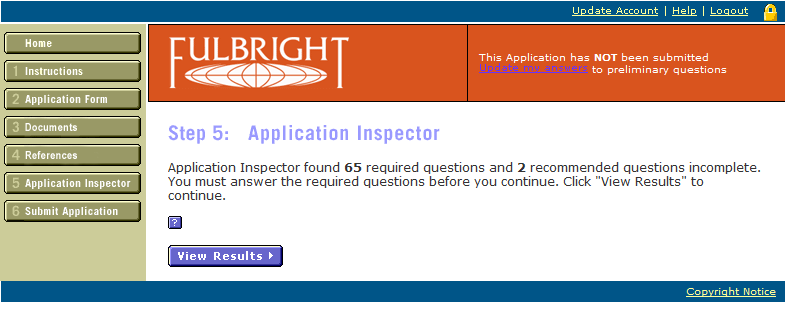 Update Account | Help | Logout
Home
1 Instructions
2 Application Form
3 Documents
4 References
5 Application Inspector
6 Submit Application
FULBRIGHT
This Application has NOT been submitted
Update my answers to preliminary questions
Step 5: Application Inspector
Application Inspector found 65 required questions and 2 recommended questions incomplete.
You must answer the required questions before you continue. Click "View Results" to
continue.
?
View Results
Copyright Notice